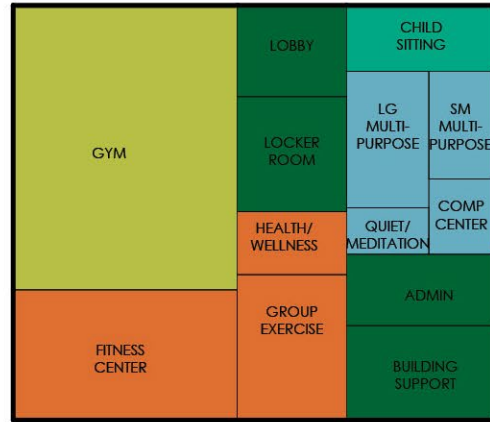 LOBBY
CHILD
SITTING
LG
MULTI-
PURPOSE
SM
MULTI-
PURPOSE
GYM
LOCKER
ROOM
HEALTH/
WELLNESS
QUIET/
MEDITATION
COMP
CENTER
GROUP
EXERCISE
ADMIN
FITNESS
CENTER
BUILDING
SUPPORT